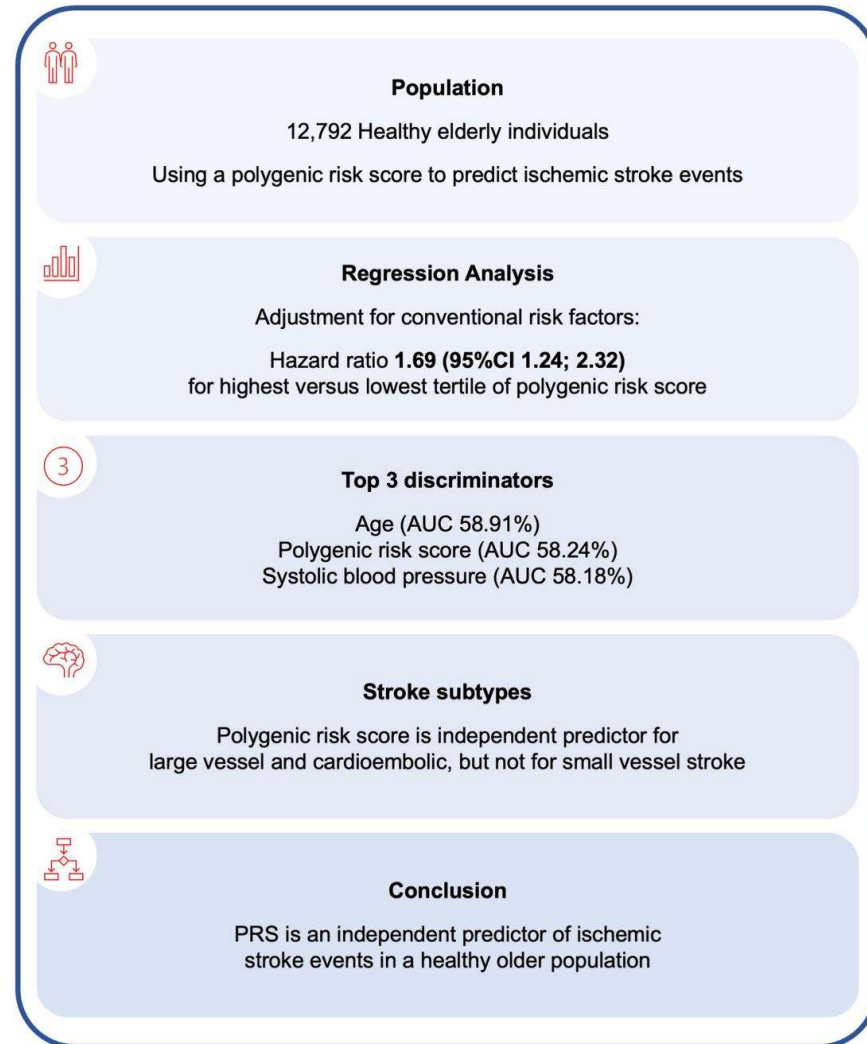 Population
12,792 Healthy elderly individuals
Using a polygenic risk score to predict ischemic stroke events
Regression Analysis
Adjustment for conventional risk factors:
Hazard ratio 1.69 (95%CI 1.24; 2.32)
for highest versus lowest tertile of polygenic risk score
3
Top 3 discriminators
Age (AUC 58.91%)
Polygenic risk score (AUC 58.24%)
Systolic blood pressure (AUC 58.18%)
Stroke subtypes
Polygenic risk score is independent predictor for
large vessel and cardioembolic, but not for small vessel stroke
Conclusion
PRS is an independent predictor of ischemic
stroke events in a healthy older population